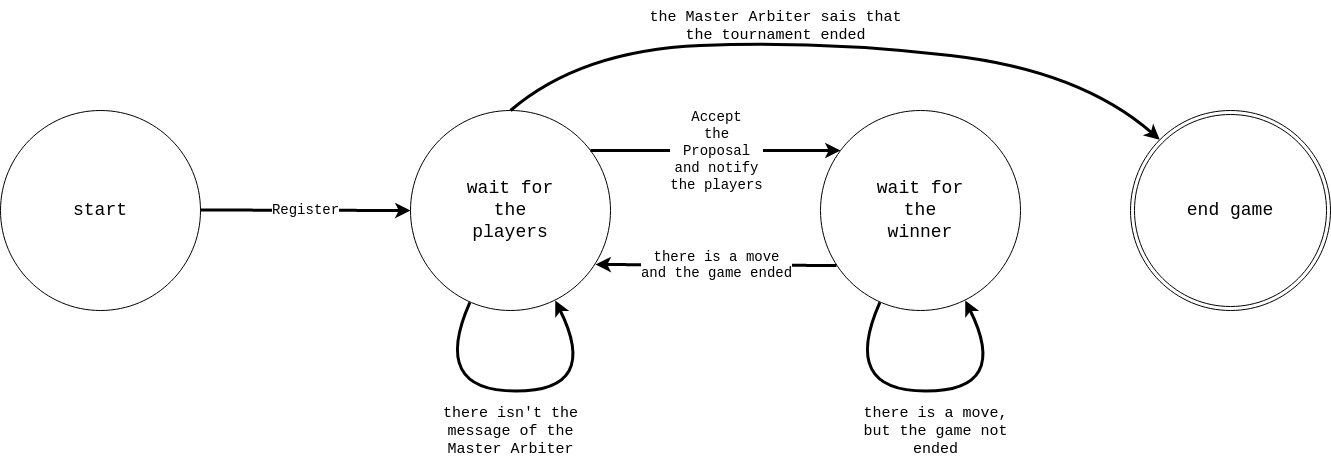 the Master Arbiter sais that
the tournament ended
start
Register
wait for
the
players
Accept
the
Proposal
and notify
the players
there is a move
and the game ended
wait for
the
winner
end game
there isn't the
message of the
Master Arbiter
there is a move,
but the game not
ended